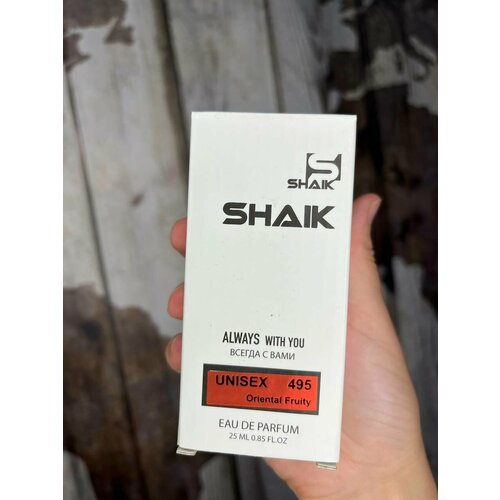 S
SHAIK
SHAIK
ALWAYS WITH YOU
ВСЕГДА С ВАМИ
UNISEX 495
Oriental Fruity
EAU DE PARFUM
25 ML 0.85 FL.OZ